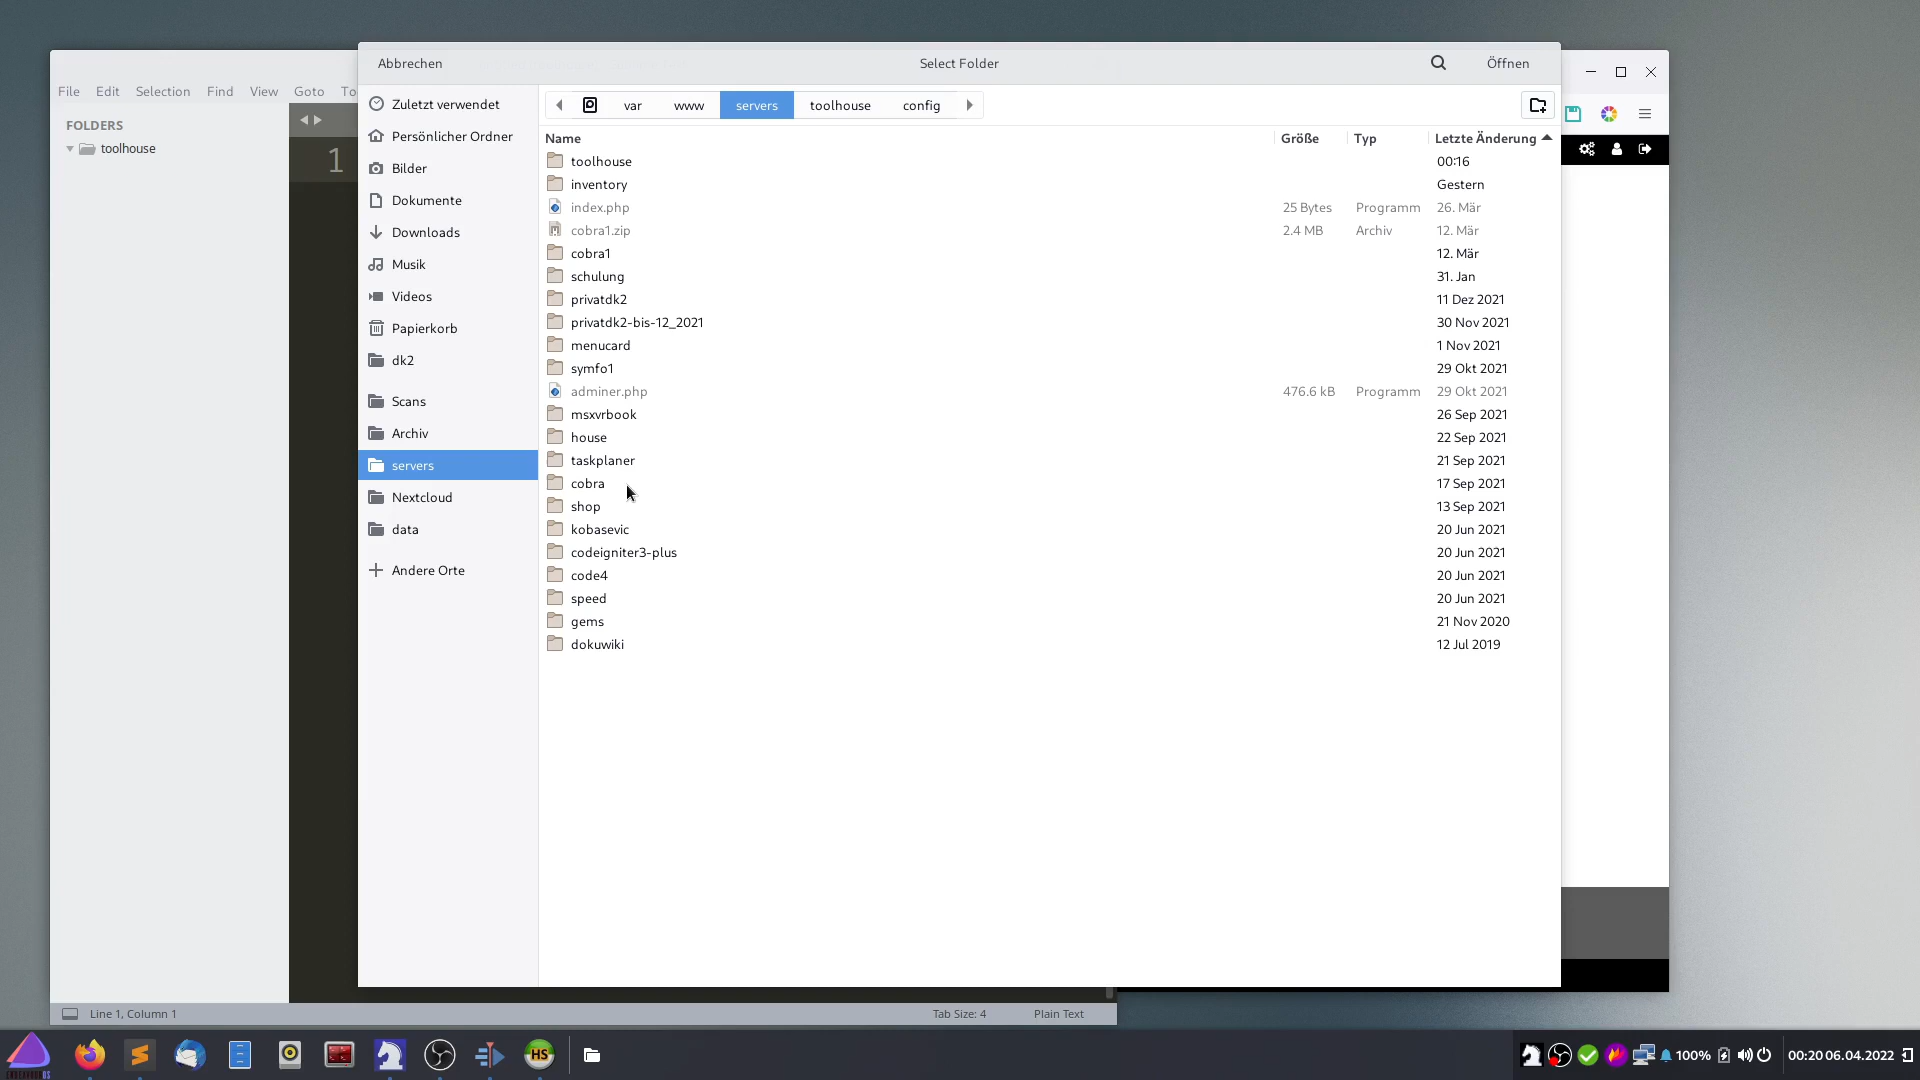 Abbrechen
Select Folder
Öffnen
File Edit Selection Find View Goto To
FOLDERS
toolhouse
1
Zuletzt verwendet
Persönlicher Ordner
Bilder
Dokumente
Downloads
Musik
Videos
Papierkorb
dk2
Scans
Archiv
servers
Nextcloud
data
Andere Orte
var www servers toolhouse config
Name Größe Typ Letzte Änderung
toolhouse 00:16
inventory Gestern
index.php 25 Bytes Programm 26. Mär
cobra1.zip 2.4 MB Archiv 12. Mär
cobra1 12. Mär
schulung 31. Jan
privatdk2 11 Dez 2021
privatdk2-bis-12_2021 30 Nov 2021
menucard 1 Nov 2021
symfo1 29 Okt 2021
adminer.php 476.6 kB Programm 29 Okt 2021
msxvrbook 26 Sep 2021
house 22 Sep 2021
taskplaner 21 Sep 2021
cobra 17 Sep 2021
shop 13 Sep 2021
kobasevic 20 Jun 2021
codeigniter3-plus 20 Jun 2021
code4 20 Jun 2021
speed 20 Jun 2021
gems 21 Nov 2020
dokuwiki 12 Jul 2019
Line 1, Column 1
Tab Size: 4
Plain Text
HS
100%
00:20 06.04.2022